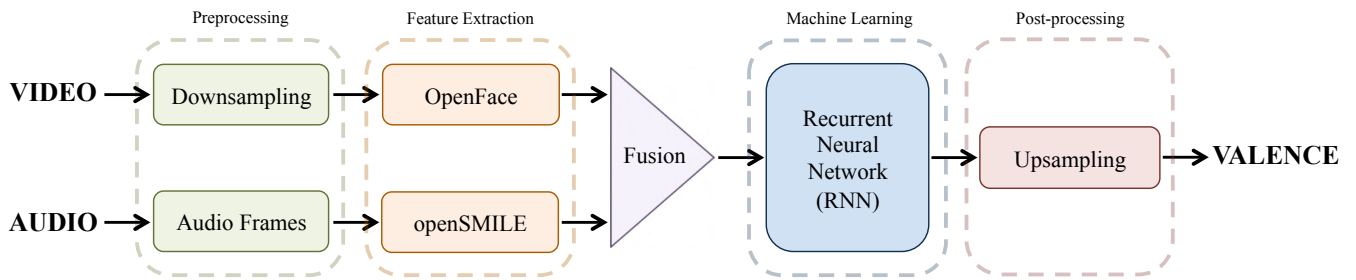 Preprocessing
Feature Extraction
Machine Learning
Post-processing
VIDEO
Downsampling
OpenFace
Fusion
Recurrent
Neural
Network
(RNN)
Upsampling
VALENCE
AUDIO
Audio Frames
openSMILE